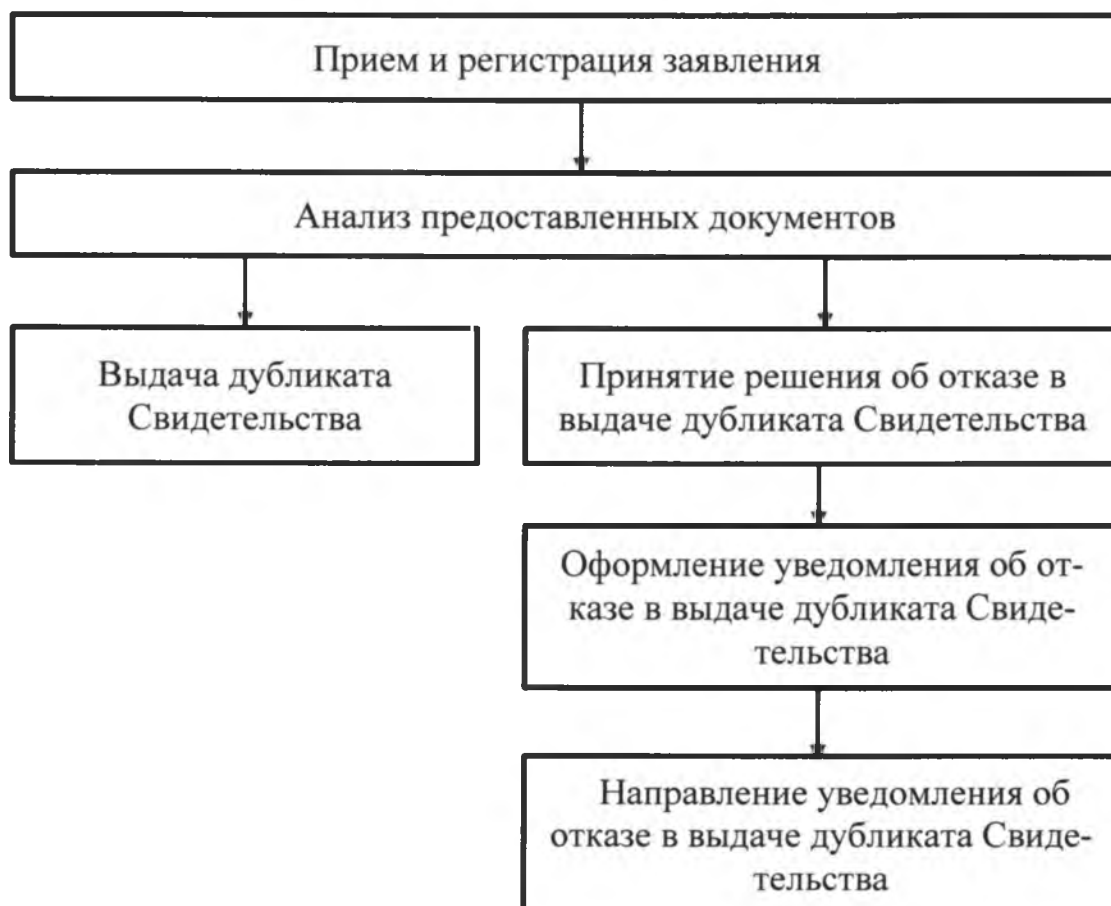 Прием и регистрация заявления
Анализ предоставленных документов
Выдача дубликата
Свидетельства
Принятие решения об отказе в
выдаче дубликата Свидетельства
Оформление уведомления об от-
казе в выдаче дубликата Свиде-
тельства
Направление уведомления об
отказе в выдаче дубликата Свиде-
тельства